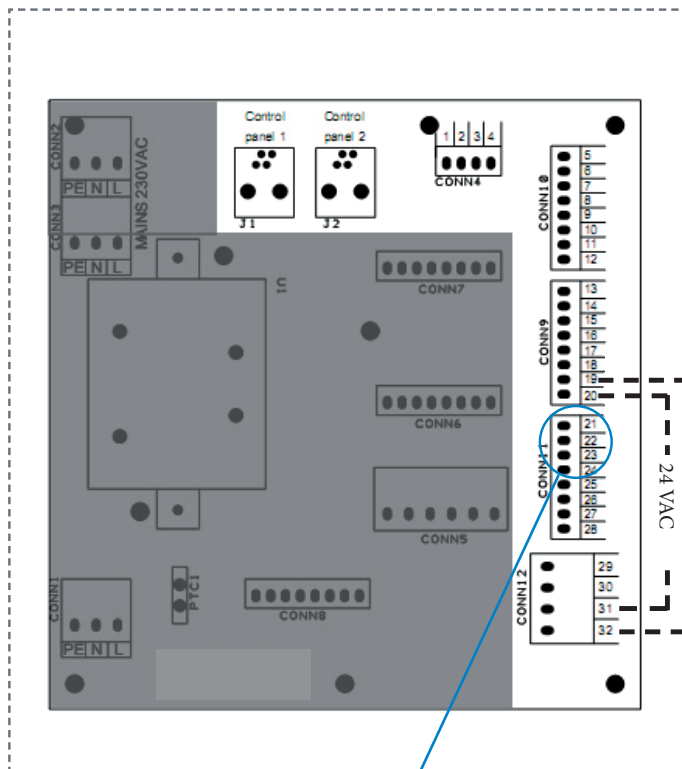 Control
panel 1
Control
panel 2
J1
J2
1 2 3 4
CONN4
CONN2
PE N L
CONN3
PE N L
MAINS 230VAC
U1
CONN7
CONN6
CONN5
CONN8
PTC1
CONN1
PE N L
CONN10
5
6
7
8
9
10
11
12
CONN9
13
14
15
16
17
18
19
20
CONN11
21
22
23
24
25
26
27
28
24 VAC
CONN12
29
30
31
32